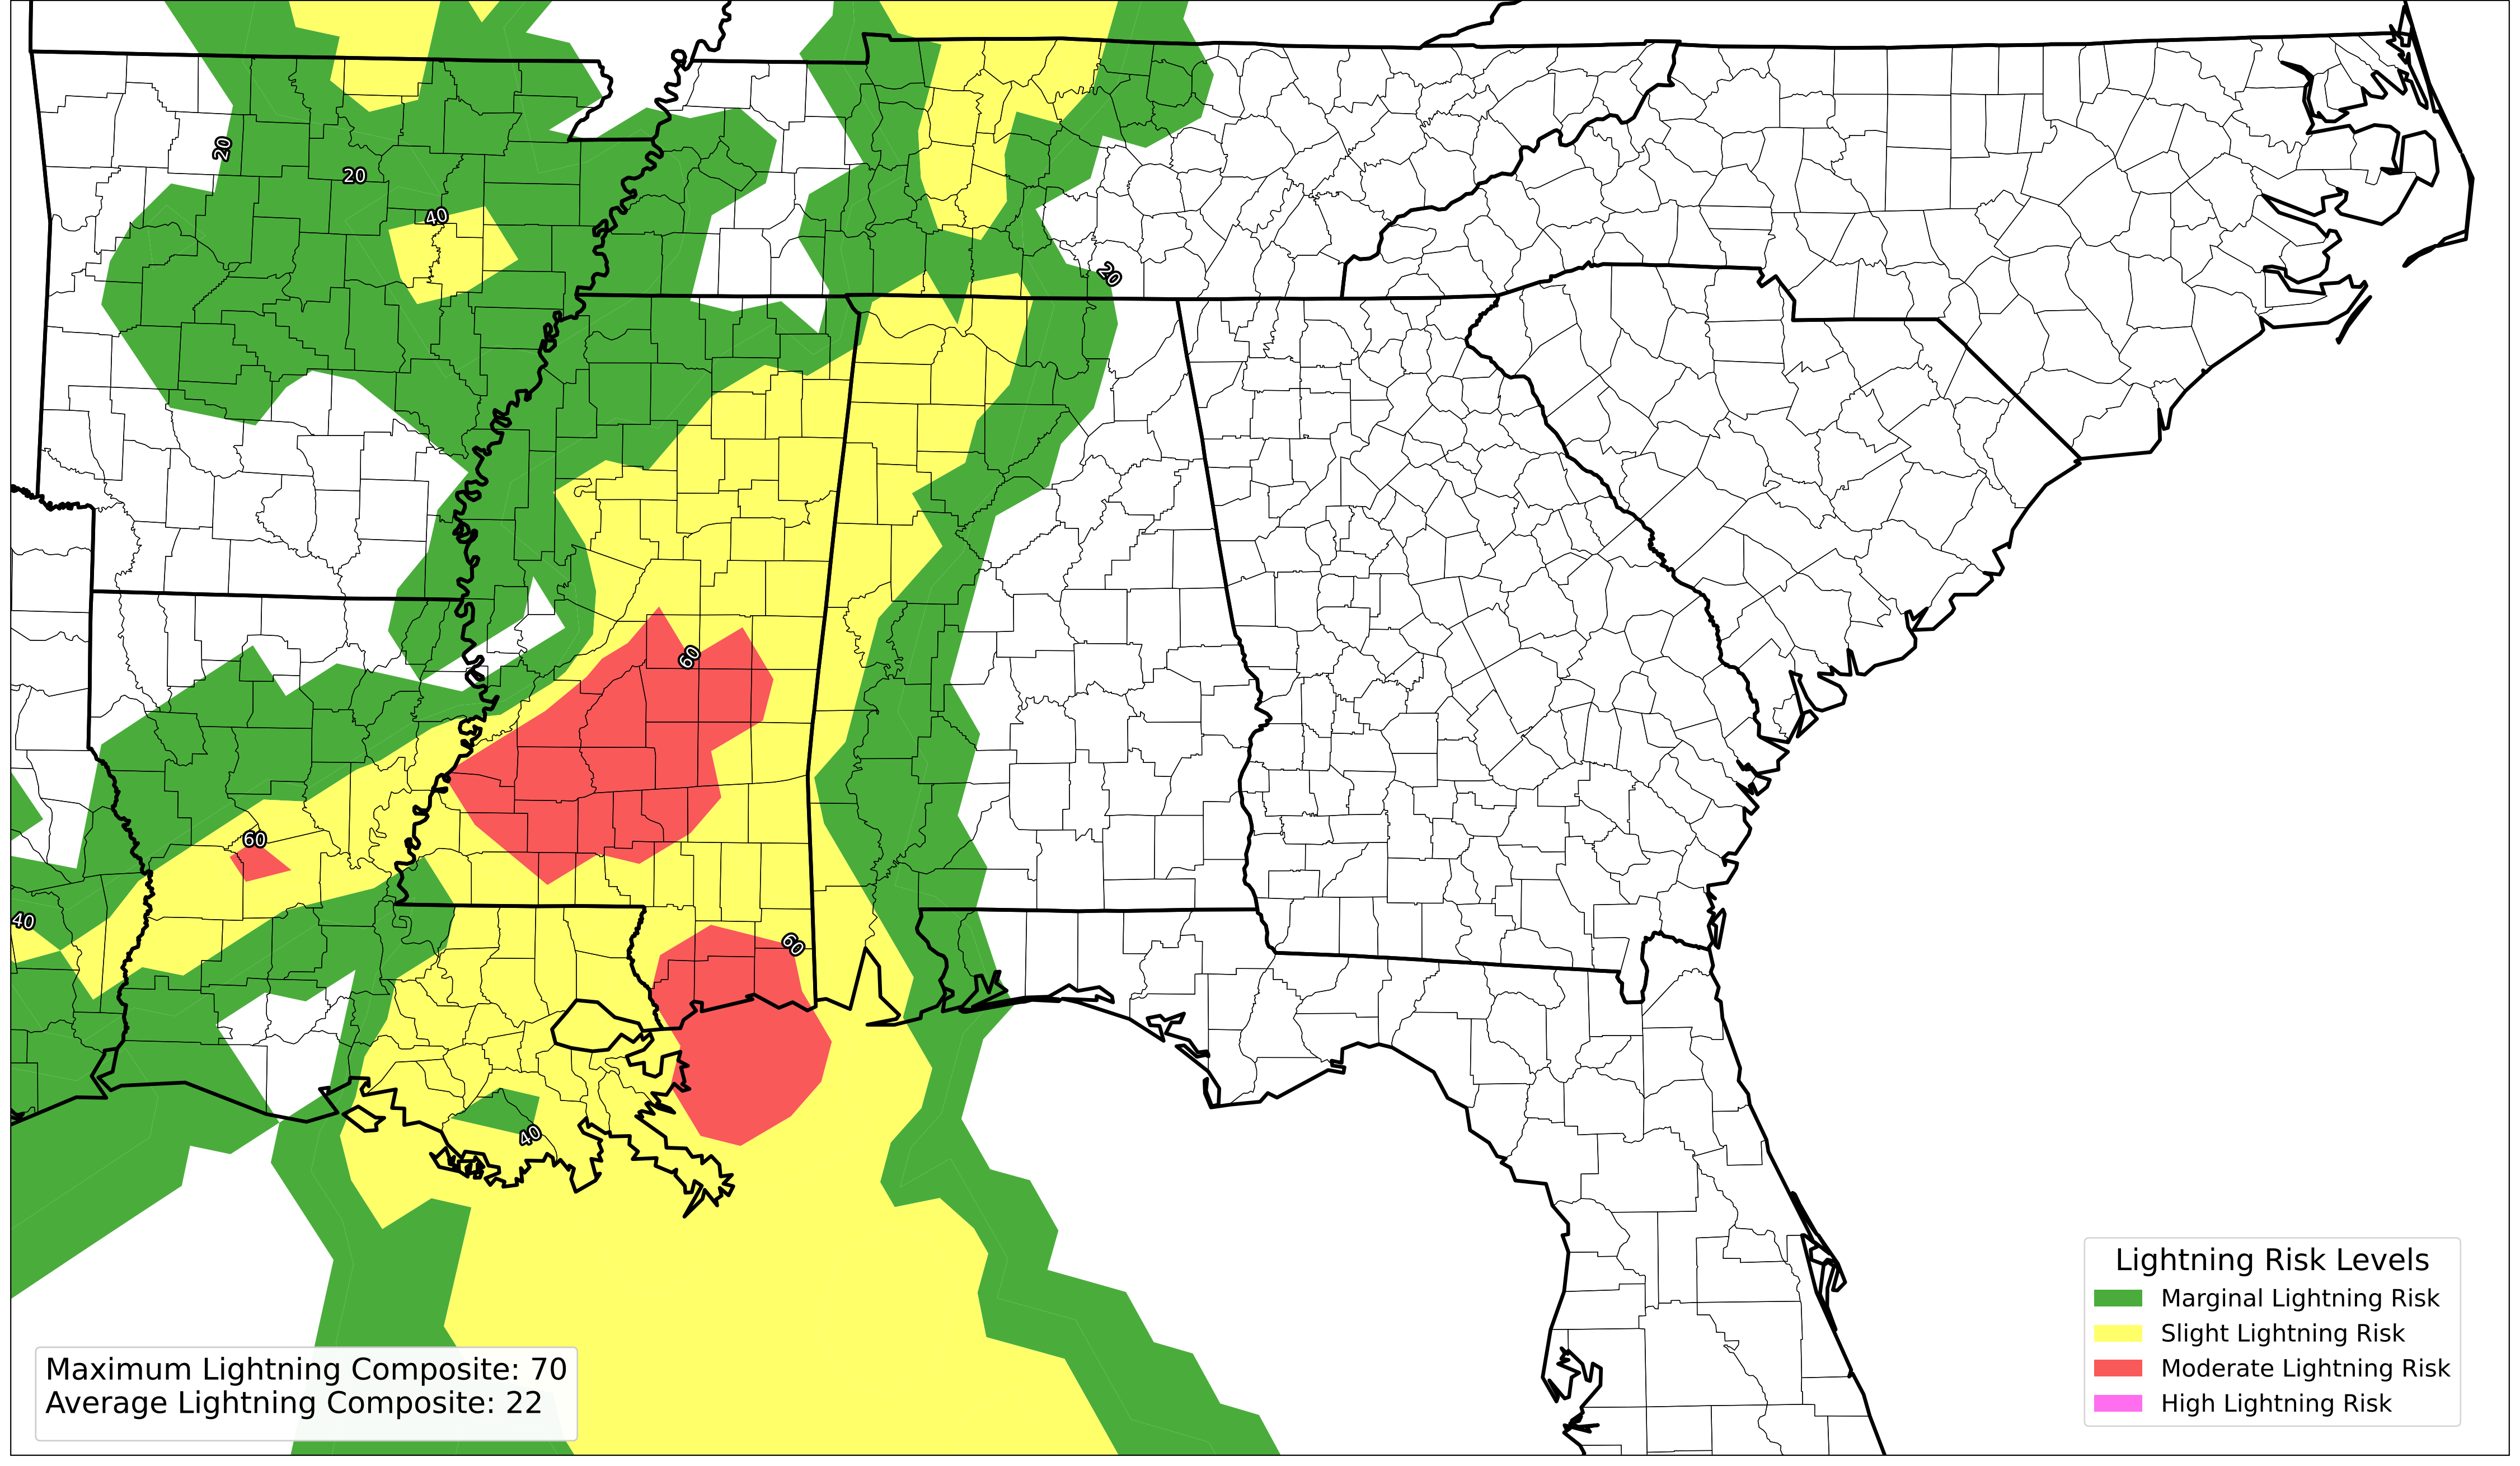 20
20
40
20
60
60
40
60
40
Lightning Risk Levels
Marginal Lightning Risk
Slight Lightning Risk
Moderate Lightning Risk
High Lightning Risk
Maximum Lightning Composite: 70
Average Lightning Composite: 22